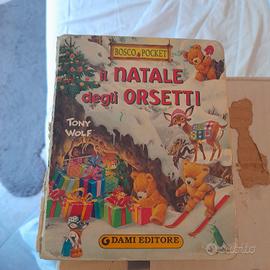 BOSCO POCKET
il NATALE
degli ORSETTI
TONY
WOLF
DAMI EDITORE
subito